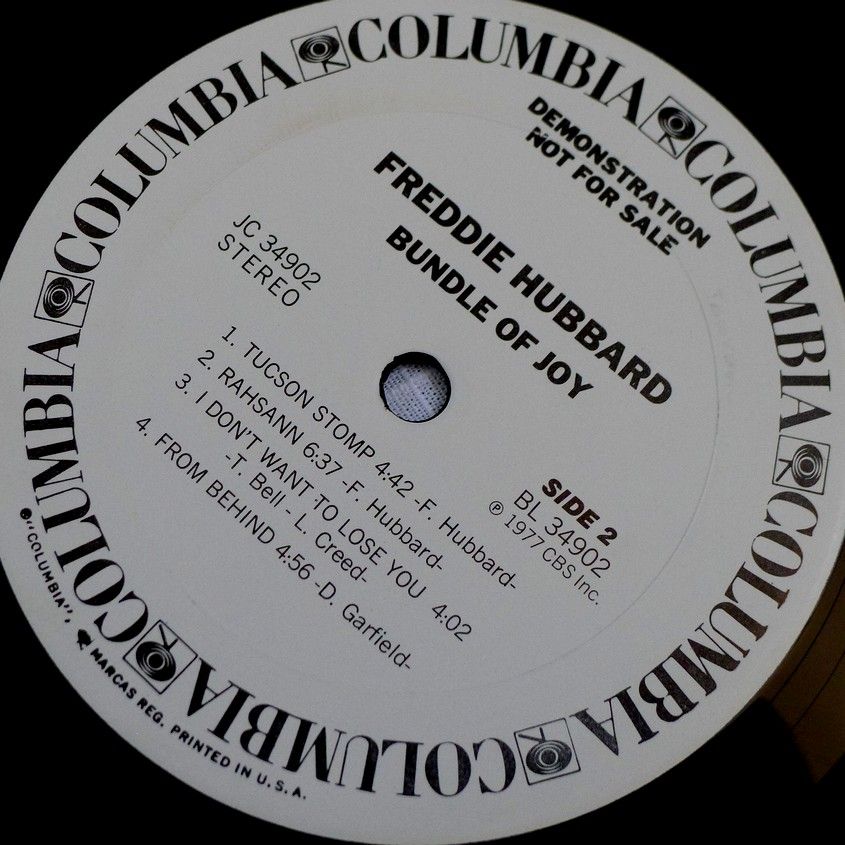 COLUMBIA COLUMBIA COLUMBIA COLUMBIA COLUMBIA COLUMBIA COLUMBIA
DEMONSTRATION
NOT FOR SALE
FREDDIE HUBBARD
BUNDLE OF JOY
JC 34902
STEREO
SIDE 2
BL 34902
℗ 1977 CBS Inc.
1. TUCSON STOMP 4:42 -F. Hubbard-
2. RAHSANN 6:37 -F. Hubbard-
3. I DON'T WANT TO LOSE YOU 4:02
-T. Bell - L. Creed-
4. FROM BEHIND 4:56 -D. Garfield-
"COLUMBIA", MARCAS REG. PRINTED IN U.S.A.